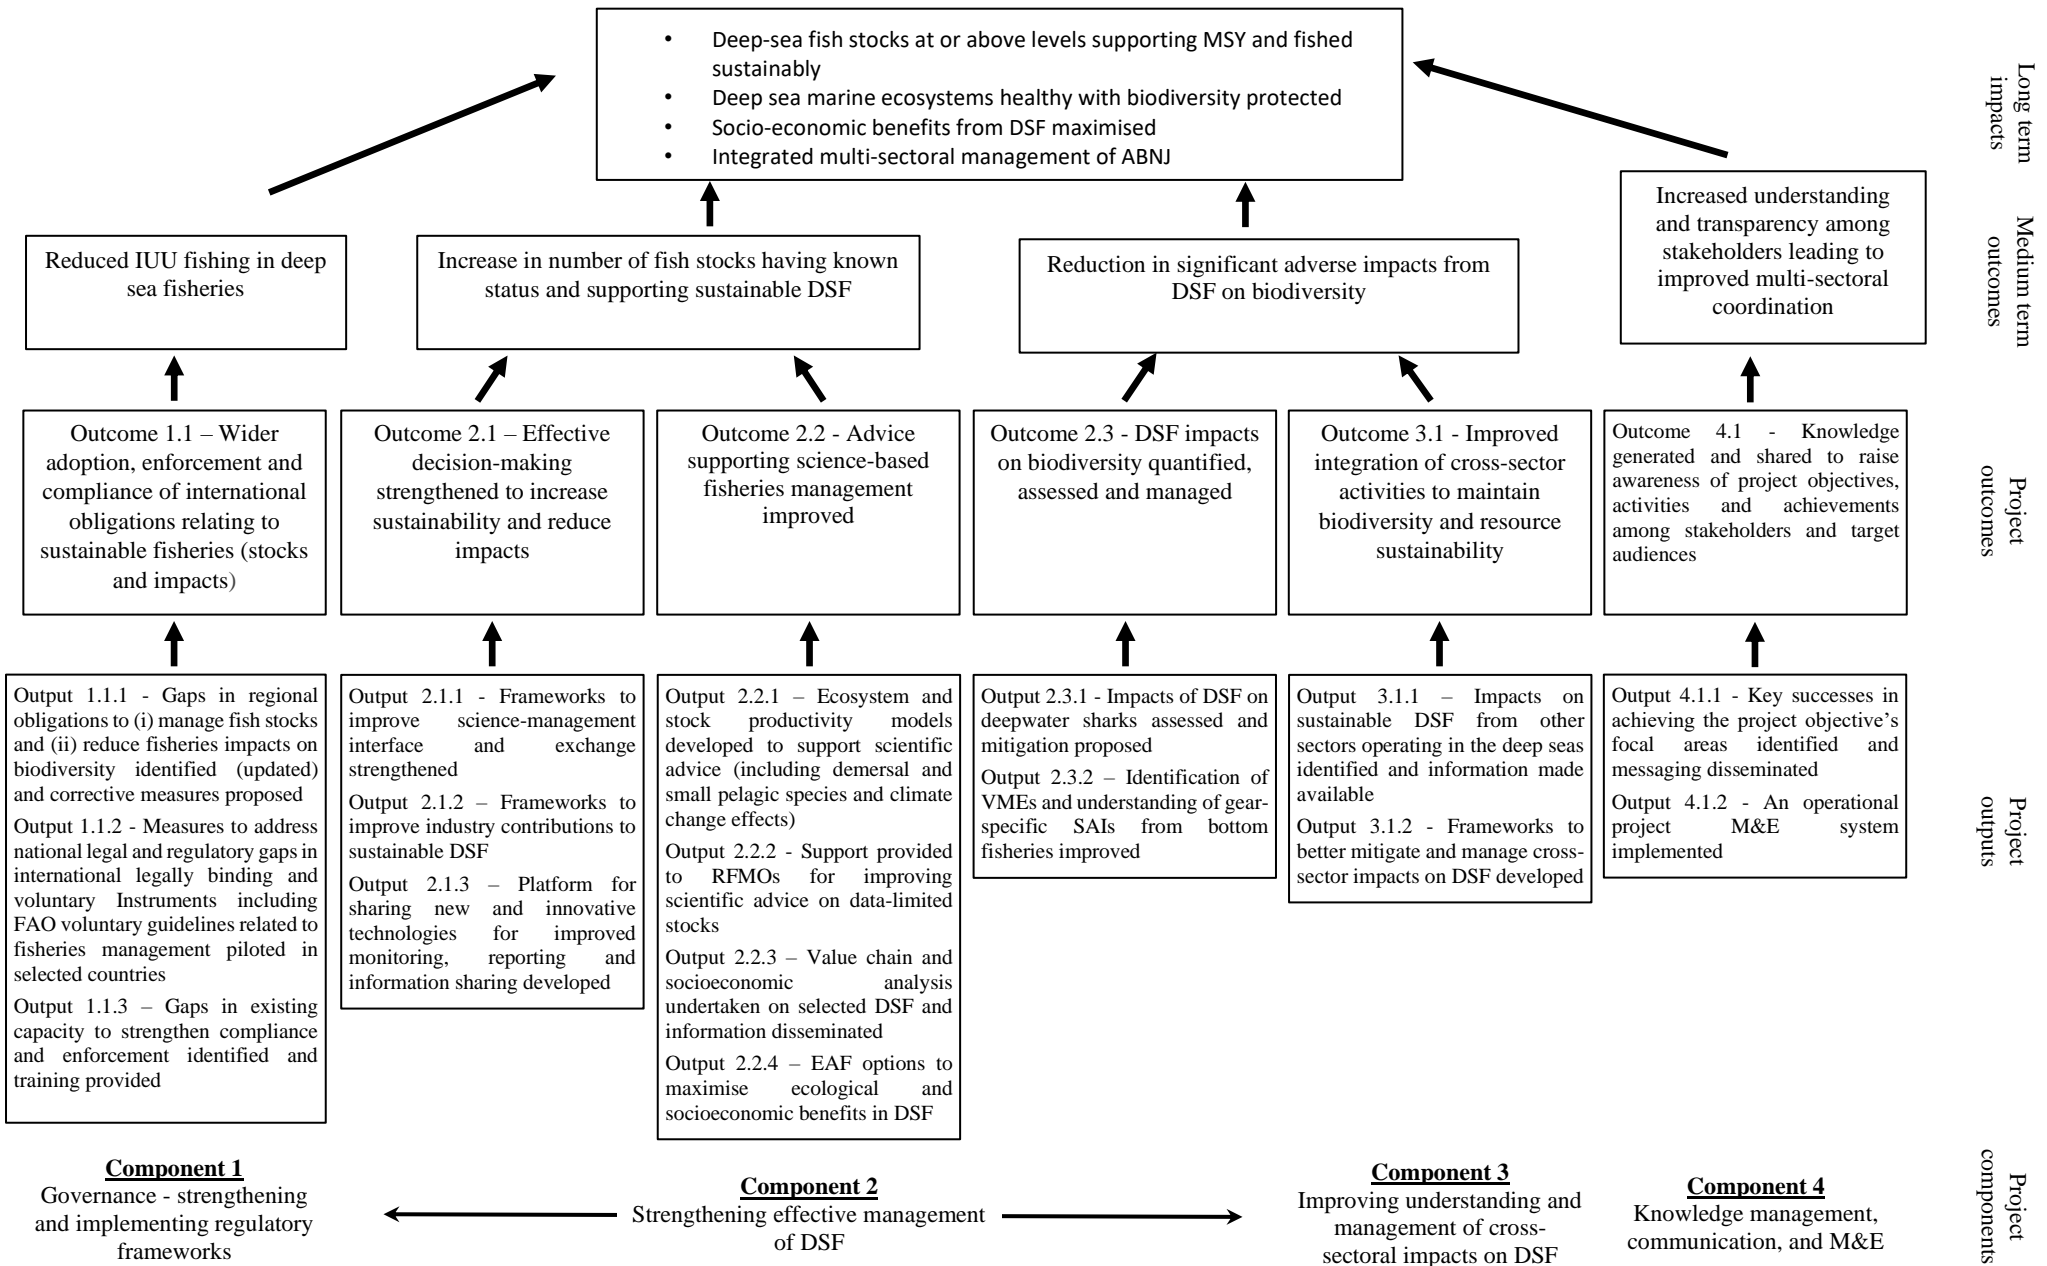 • Deep-sea fish stocks at or above levels supporting MSY and fished
sustainably
• Deep sea marine ecosystems healthy with biodiversity protected
• Socio-economic benefits from DSF maximised
• Integrated multi-sectoral management of ABNJ
Long term
impacts
Reduced IUU fishing in deep
sea fisheries
Increase in number of fish stocks having known
status and supporting sustainable DSF
Reduction in significant adverse impacts from
DSF on biodiversity
Increased understanding
and transparency among
stakeholders leading to
improved multi-sectoral
coordination
Medium term
outcomes
Outcome 1.1 – Wider
adoption, enforcement and
compliance of international
obligations relating to
sustainable fisheries (stocks
and impacts)
Outcome 2.1 – Effective
decision-making
strengthened to increase
sustainability and reduce
impacts
Outcome 2.2 - Advice
supporting science-based
fisheries management
improved
Outcome 2.3 - DSF impacts
on biodiversity quantified,
assessed and managed
Outcome 3.1 - Improved
integration of cross-sector
activities to maintain
biodiversity and resource
sustainability
Outcome 4.1 - Knowledge
generated and shared to raise
awareness of project objectives,
activities and achievements
among stakeholders and target
audiences
Project
outcomes
Output 1.1.1 - Gaps in regional
obligations to (i) manage fish stocks
and (ii) reduce fisheries impacts on
biodiversity identified (updated)
and corrective measures proposed
Output 1.1.2 - Measures to address
national legal and regulatory gaps in
international legally binding and
voluntary Instruments including
FAO voluntary guidelines related to
fisheries management piloted in
selected countries
Output 1.1.3 – Gaps in existing
capacity to strengthen compliance
and enforcement identified and
training provided
Output 2.1.1 - Frameworks to
improve science-management
interface and exchange
strengthened
Output 2.1.2 – Frameworks to
improve industry contributions to
sustainable DSF
Output 2.1.3 – Platform for
sharing new and innovative
technologies for improved
monitoring, reporting and
information sharing developed
Output 2.2.1 – Ecosystem and
stock productivity models
developed to support scientific
advice (including demersal and
small pelagic species and climate
change effects)
Output 2.2.2 - Support provided
to RFMOs for improving
scientific advice on data-limited
stocks
Output 2.2.3 – Value chain and
socioeconomic analysis
undertaken on selected DSF and
information disseminated
Output 2.2.4 – EAF options to
maximise ecological and
socioeconomic benefits in DSF
Output 2.3.1 - Impacts of DSF on
deepwater sharks assessed and
mitigation proposed
Output 2.3.2 – Identification of
VMEs and understanding of gear-
specific SAIs from bottom
fisheries improved
Output 3.1.1 – Impacts on
sustainable DSF from other
sectors operating in the deep seas
identified and information made
available
Output 3.1.2 - Frameworks to
better mitigate and manage cross-
sector impacts on DSF developed
Output 4.1.1 - Key successes in
achieving the project objective's
focal areas identified and
messaging disseminated
Output 4.1.2 - An operational
project M&E system
implemented
Project
outputs
Component 1
Governance - strengthening
and implementing regulatory
frameworks
Component 2
Strengthening effective management
of DSF
Component 3
Improving understanding and
management of cross-
sectoral impacts on DSF
Component 4
Knowledge management,
communication, and M&E
Project
components